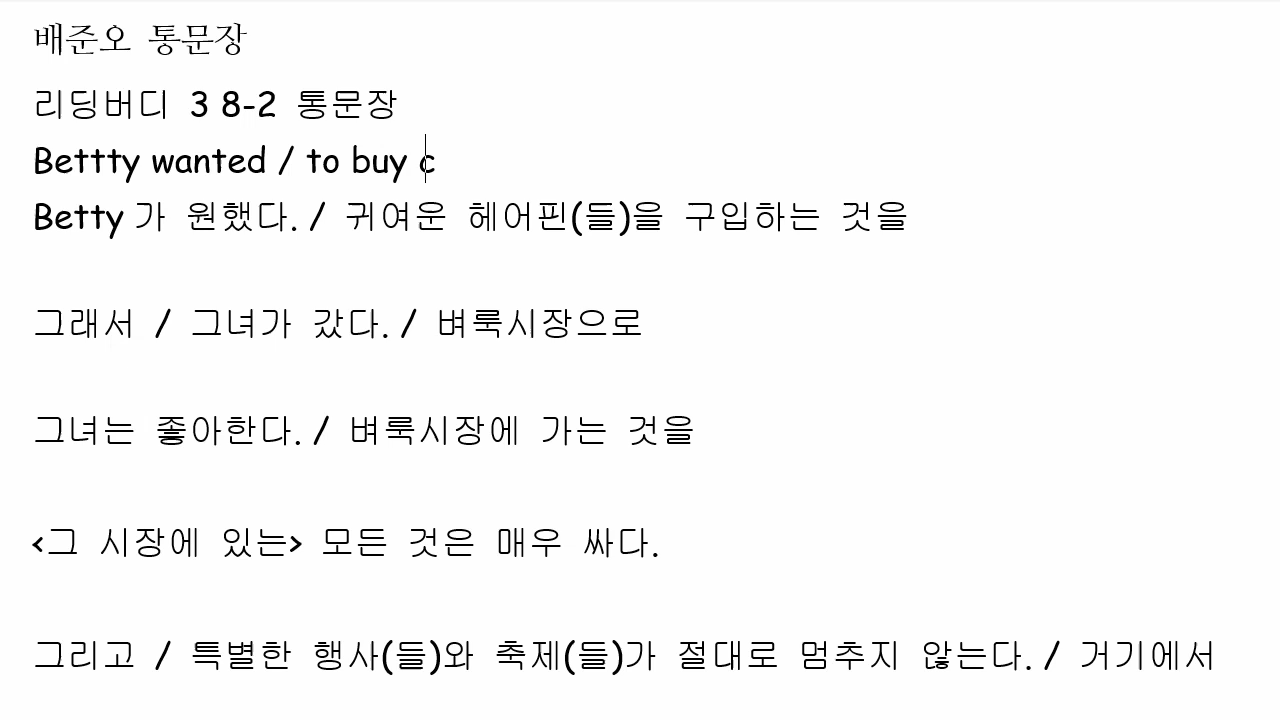 배준오 통문장
리딩버디 3 8-2 통문장
Bettty wanted / to buy c
Betty 가 원했다. / 귀여운 헤어핀(들)을 구입하는 것을
그래서 / 그녀가 갔다. / 벼룩시장으로
그녀는 좋아한다. / 벼룩시장에 가는 것을
<그 시장에 있는> 모든 것은 매우 싸다.
그리고 / 특별한 행사(들)와 축제(들)가 절대로 멈추지 않는다. / 거기에서